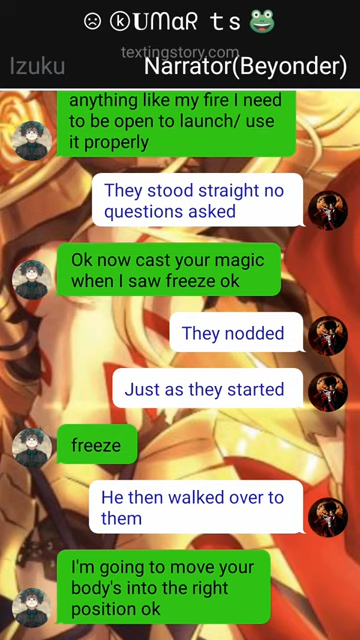 ☹ ⓚUMaR ts 🐸
textingstory.com
Izuku Narrator(Beyonder)
anything like my fire I need
to be open to launch/ use
it properly
They stood straight no
questions asked
Ok now cast your magic
when I saw freeze ok
They nodded
Just as they started
freeze
He then walked over to
them
I'm going to move your
body's into the right
position ok